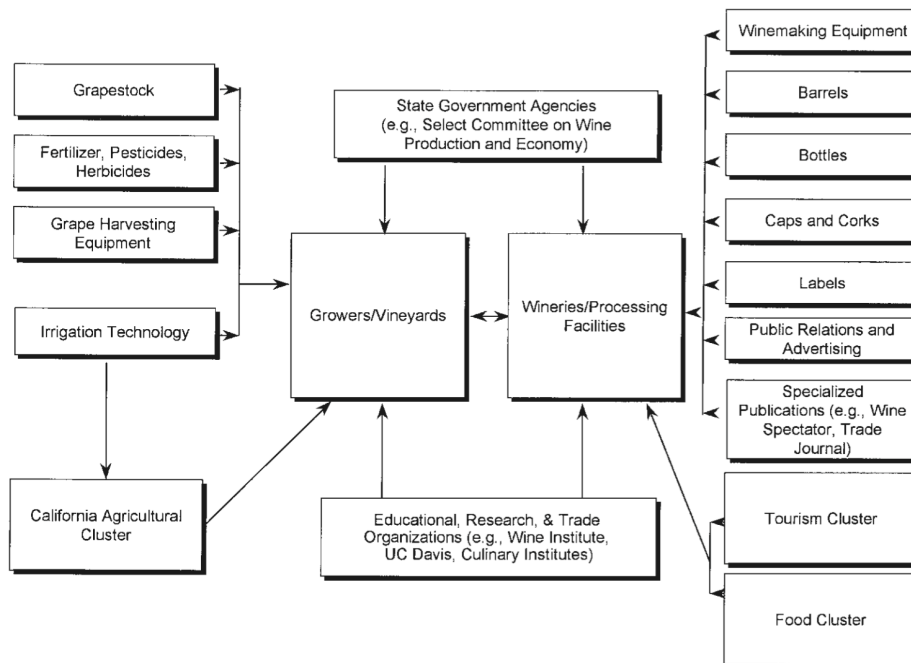 Grapestock
Fertilizer, Pesticides,
Herbicides
Grape Harvesting
Equipment
Irrigation Technology
California Agricultural
Cluster
State Government Agencies
(e.g., Select Committee on Wine
Production and Economy)
Growers/Vineyards
Wineries/Processing
Facilities
Educational, Research, & Trade
Organizations (e.g., Wine Institute,
UC Davis, Culinary Institutes)
Winemaking Equipment
Barrels
Bottles
Caps and Corks
Labels
Public Relations and
Advertising
Specialized
Publications (e.g., Wine
Spectator, Trade
Journal)
Tourism Cluster
Food Cluster